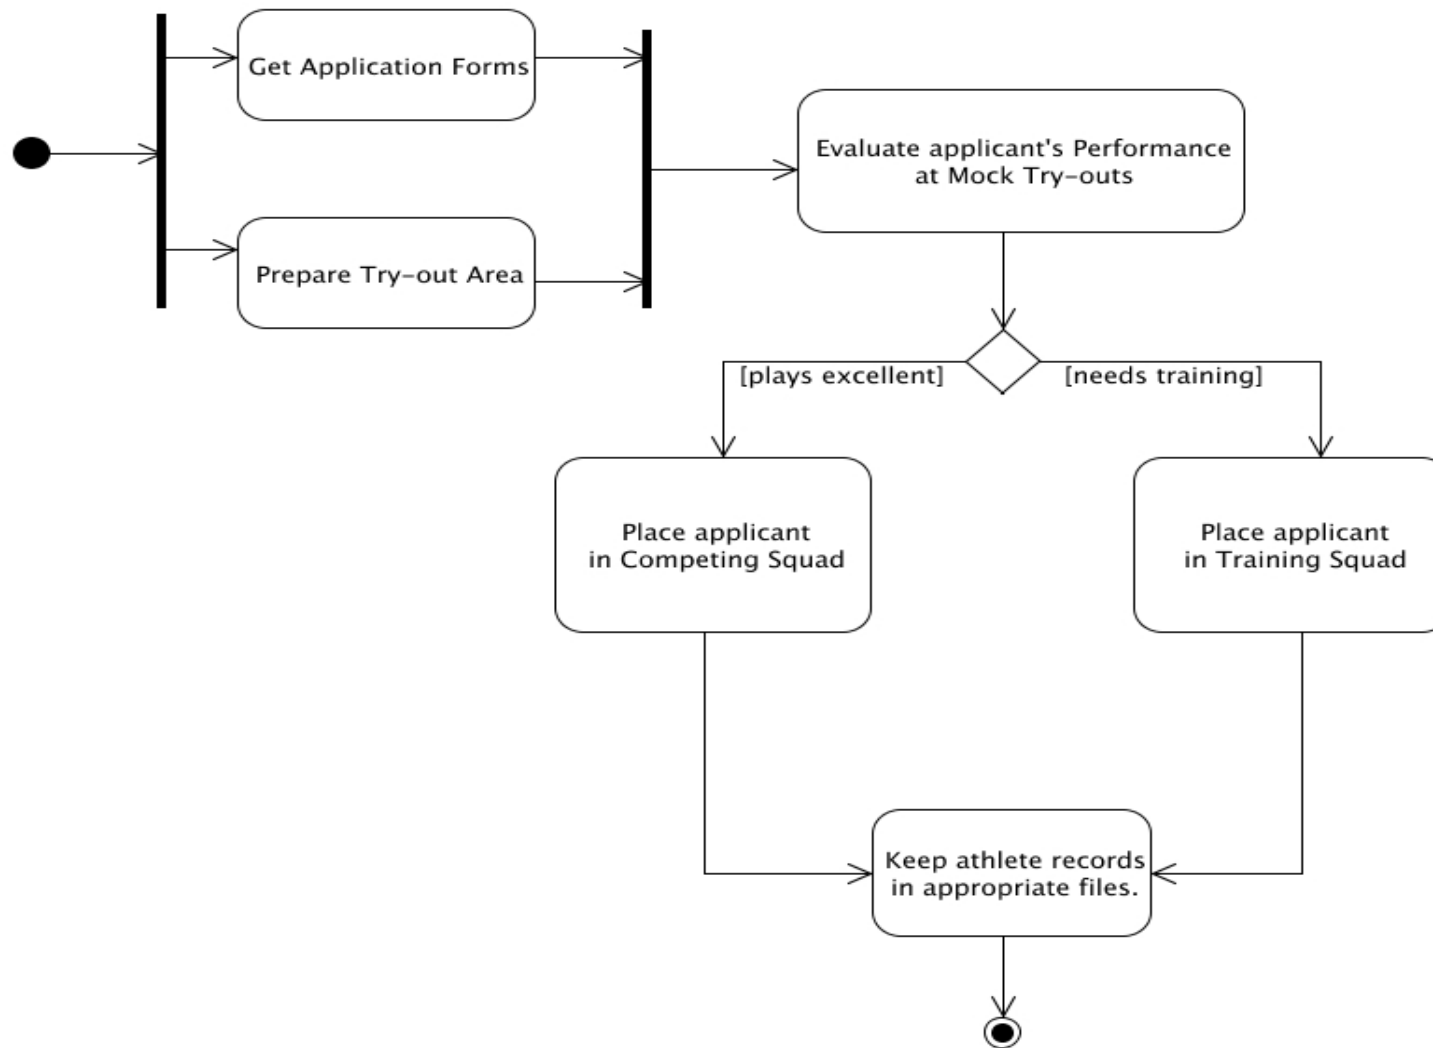 Get Application Forms
Prepare Try-out Area
Evaluate applicant's Performance
at Mock Try-outs
[plays excellent]
[needs training]
Place applicant
in Competing Squad
Place applicant
in Training Squad
Keep athlete records
in appropriate files.